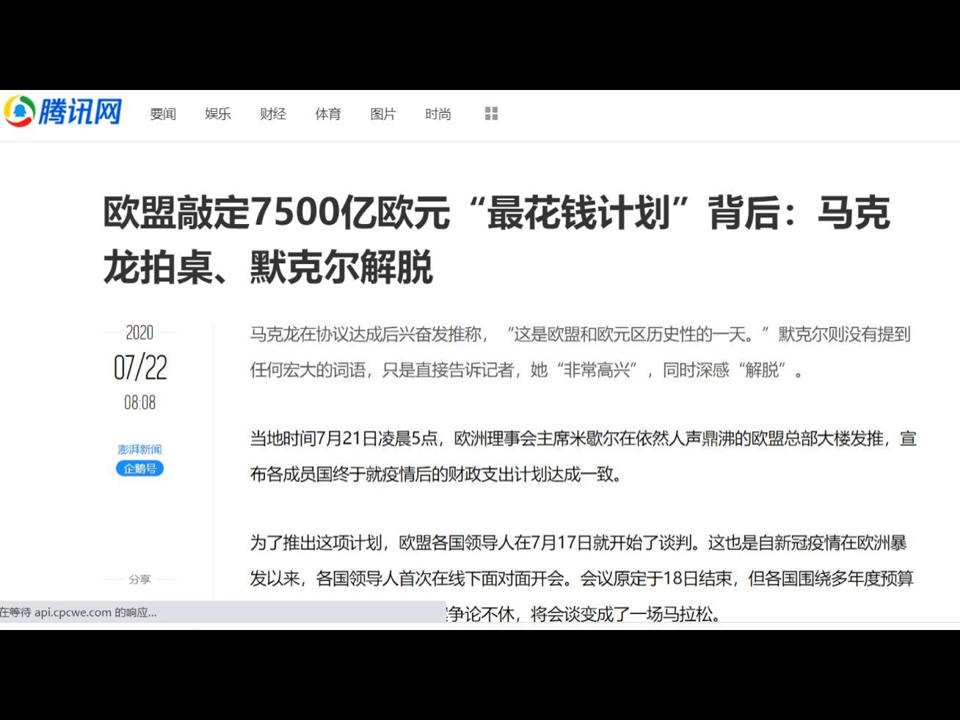 腾讯网 要闻 娱乐 财经 体育 图片 时尚
欧盟敲定7500亿欧元“最花钱计划”背后：马克
龙拍桌、默克尔解脱
2020
07/22
08:08
澎湃新闻
企鹅号
分享
马克龙在协议达成后兴奋发推称，“这是欧盟和欧元区历史性的一天。”默克尔则没有提到
任何宏大的词语，只是直接告诉记者，她“非常高兴”，同时深感“解脱”。
当地时间7月21日凌晨5点，欧洲理事会主席米歇尔在依然人声鼎沸的欧盟总部大楼发推，宣
布各成员国终于就疫情后的财政支出计划达成一致。
为了推出这项计划，欧盟各国领导人在7月17日就开始了谈判。这也是自新冠疫情在欧洲暴
发以来，各国领导人首次在线下面对面开会。会议原定于18日结束，但各国围绕多年度预算
争论不休，将会谈变成了一场马拉松。
在等待 api.cpcwe.com 的响应...